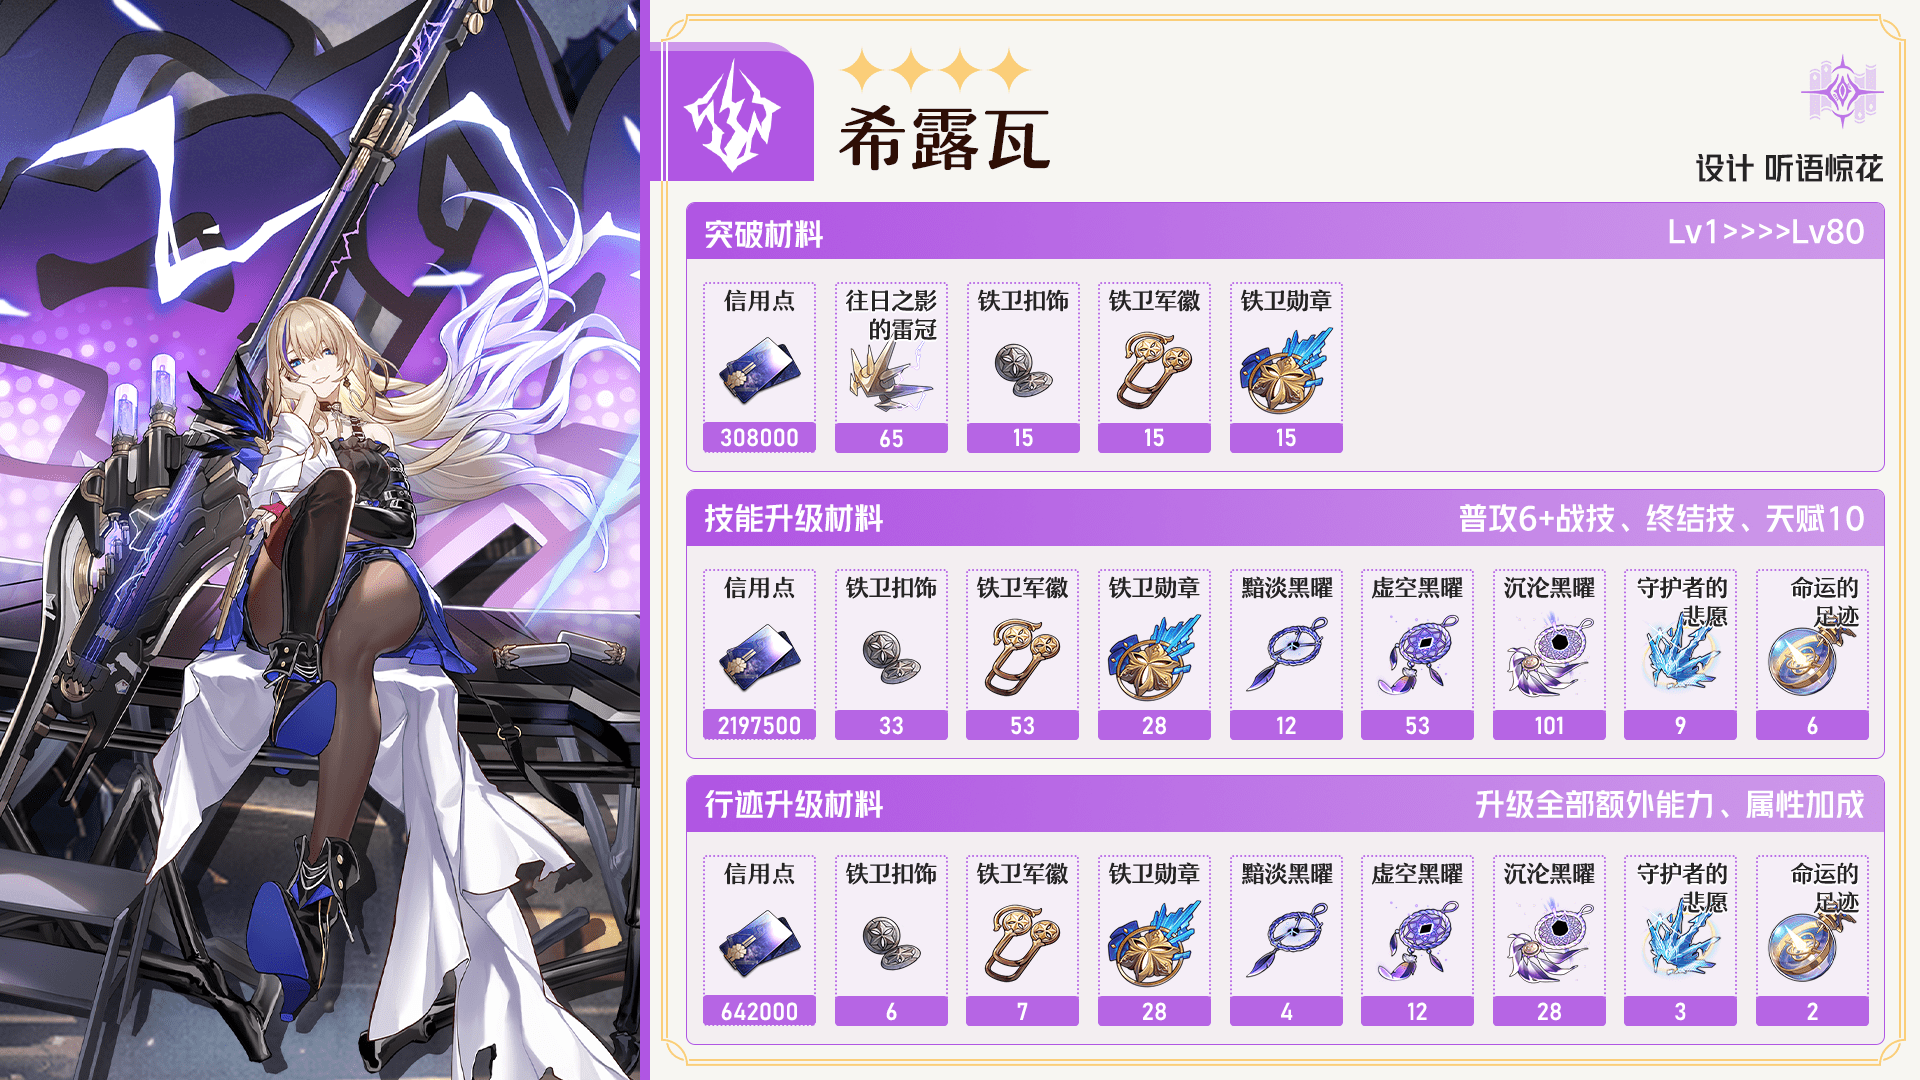 希露瓦
设计 听语惊花
突破材料
Lv1>>>>Lv80
信用点
往日之影
的雷冠
铁卫扣饰
铁卫军徽
铁卫勋章
308000
65
15
15
15
技能升级材料
普攻6+战技、终结技、天赋10
信用点
铁卫扣饰
铁卫军徽
铁卫勋章
黯淡黑曜
虚空黑曜
沉沦黑曜
守护者的
悲愿
命运的
足迹
2197500
33
53
28
12
53
101
9
6
行迹升级材料
升级全部额外能力、属性加成
信用点
铁卫扣饰
铁卫军徽
铁卫勋章
黯淡黑曜
虚空黑曜
沉沦黑曜
守护者的
悲愿
命运的
足迹
642000
6
7
28
4
12
28
3
2